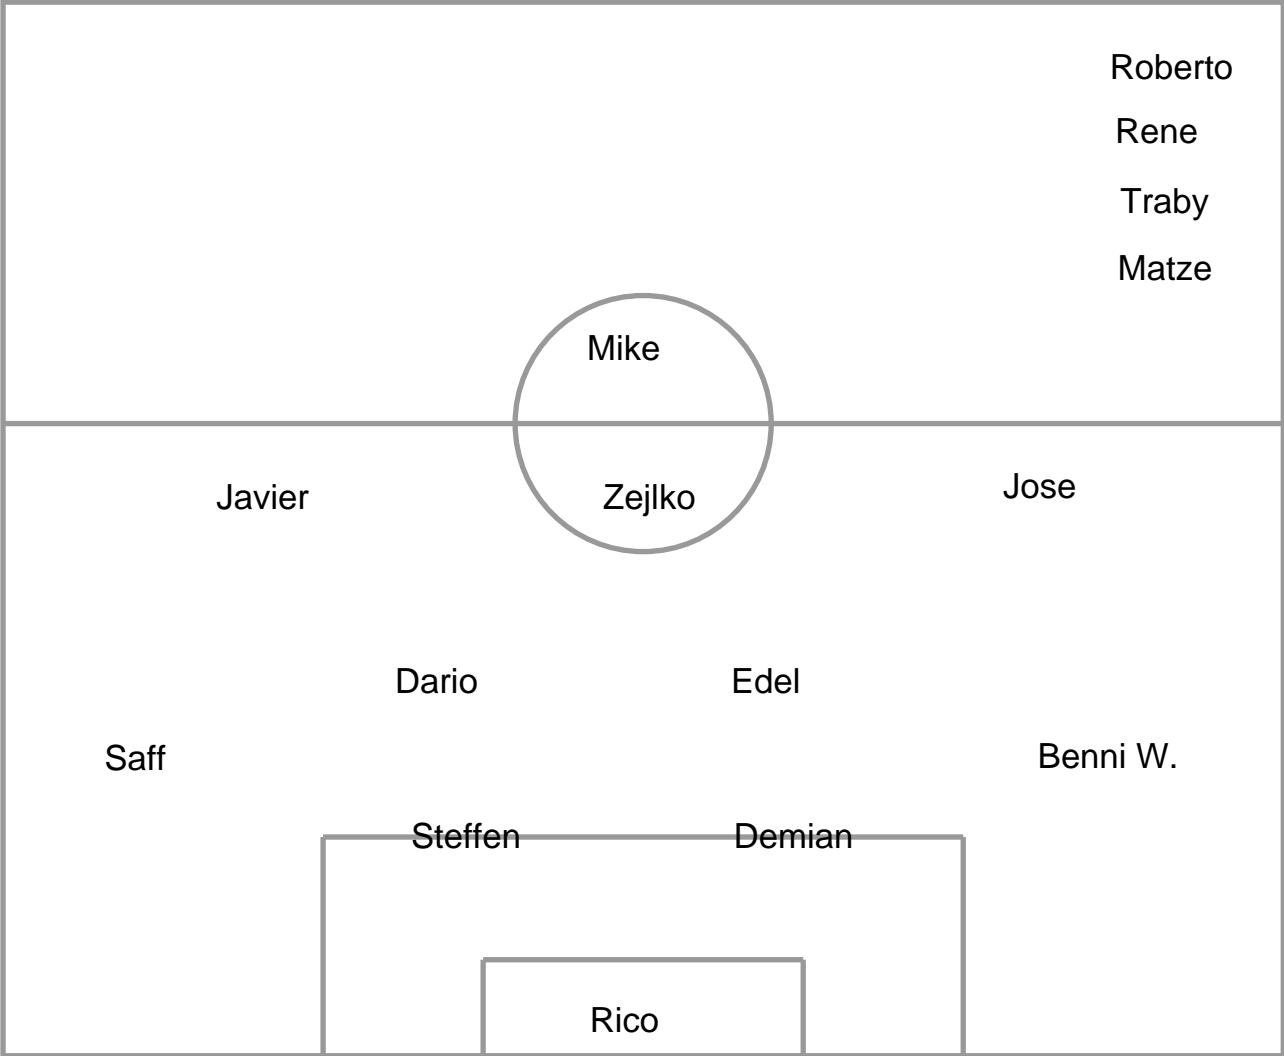 Roberto
Rene
Traby
Matze
Mike
Javier Zejlko Jose
Dario Edel
Saff Benni W.
Steffen Demian
Rico